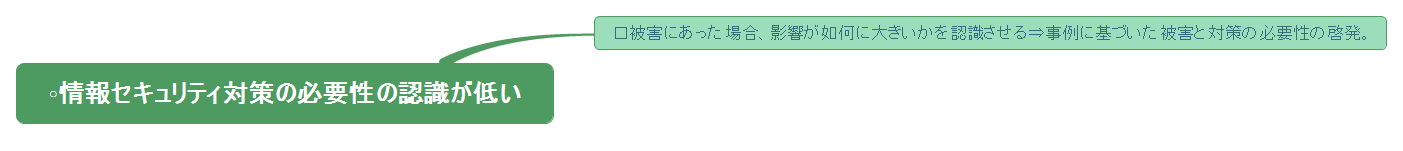 □被害にあった場合、影響が如何に大きいかを認識させる⇒事例に基づいた被害と対策の必要性の啓発。
◦情報セキュリティ対策の必要性の認識が低い